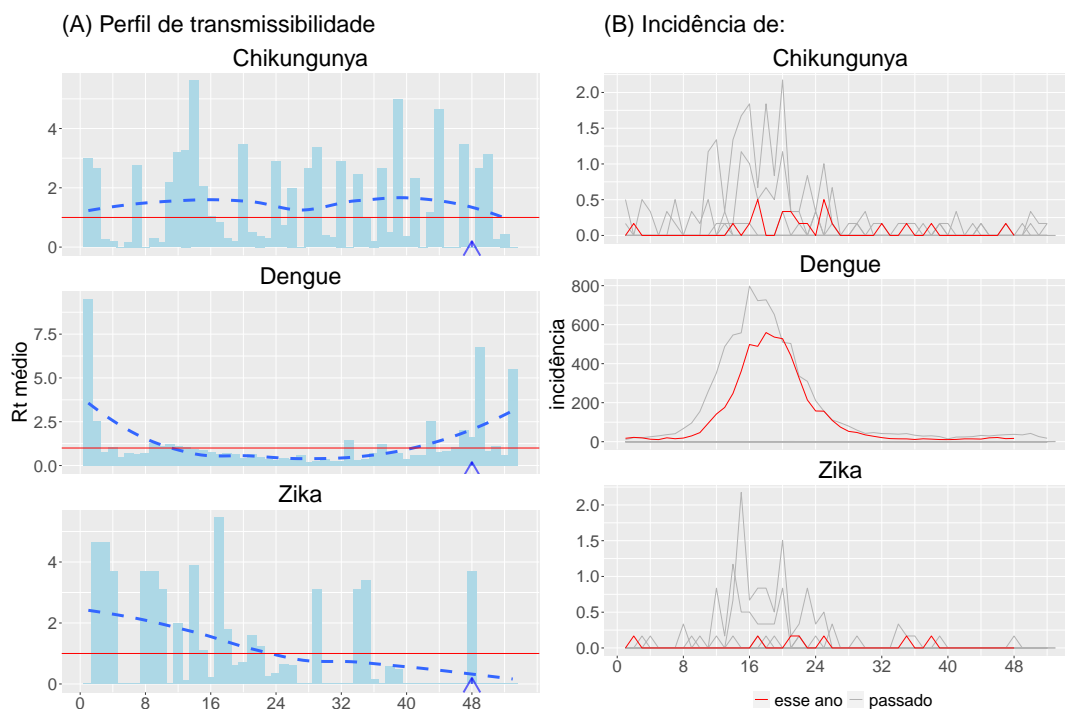 (A) Perfil de transmissibilidade
Chikungunya
4
2
0
Dengue
7.5
5.0
2.5
0.0
Rt médio
Zika
4
2
0
0 8 16 24 32 40 48
(B) Incidência de:
Chikungunya
2.0
1.5
1.0
0.5
0.0
Dengue
800
600
400
200
0
incidência
Zika
2.0
1.5
1.0
0.5
0.0
0 8 16 24 32 40 48
esse ano passado